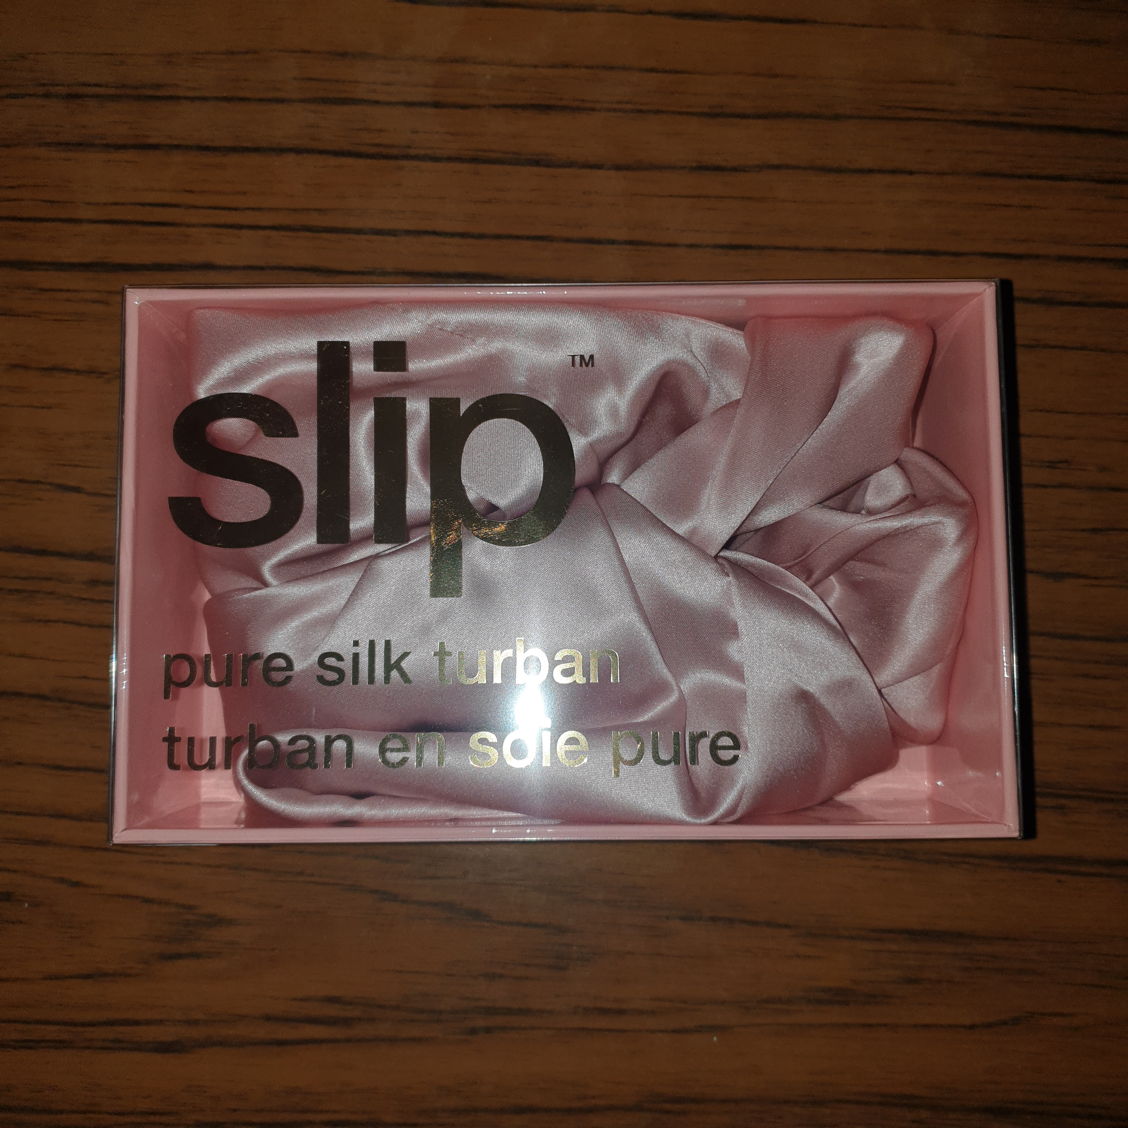 slip™
pure silk turban
turban en soie pure